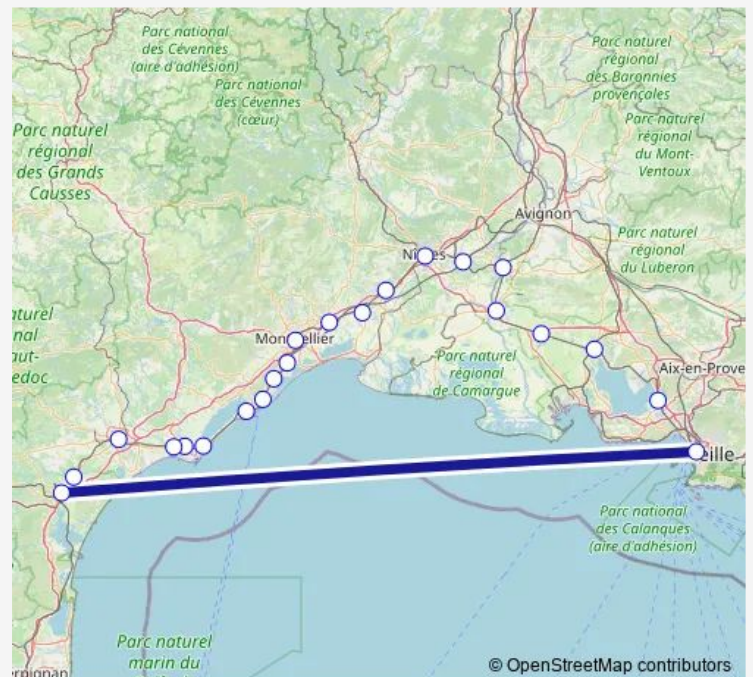 Parc national
des Cévennes
(aire d'adhésion)
Parc national
des Cévennes
(cœur)
Parc naturel
régional
des Baronnies
provençales
Parc naturel
régional
du Mont-
Ventoux
Parc naturel
régional
des Grands
Causses
Avignon
Parc naturel
régional
du Luberon
Montpellier
Parc naturel
régional
de Camargue
Aix-en-Prove
eille
Parc national
des Calanques
(aire d'adhésion)
Parc naturel
marin du
© OpenStreetMap contributors